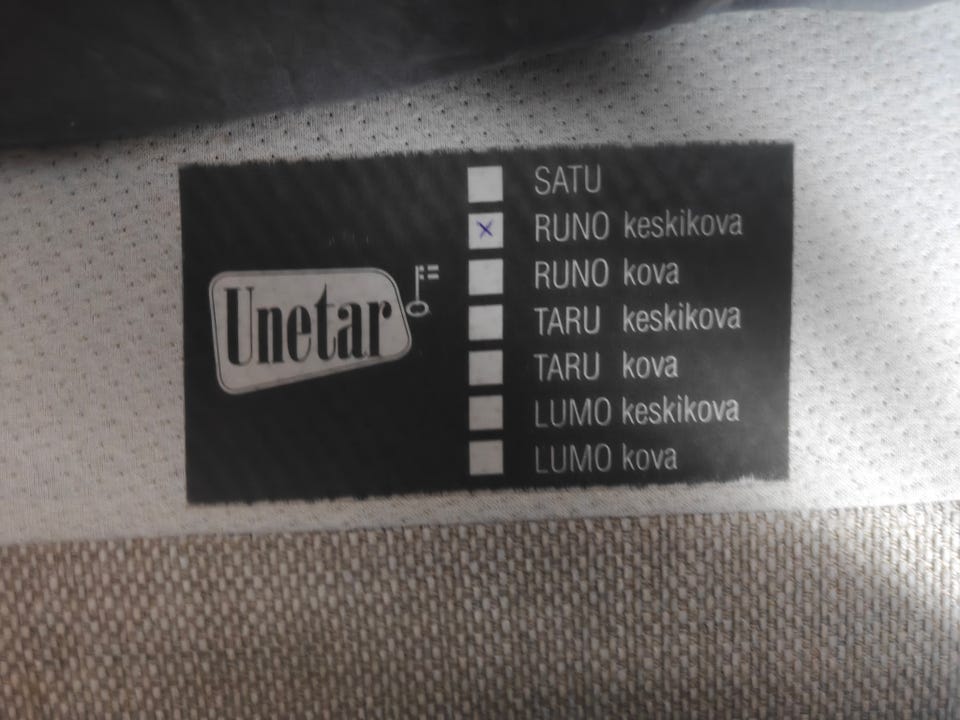 Unetar
SATU
x RUNO keskikova
RUNO kova
TARU keskikova
TARU kova
LUMO keskikova
LUMO kova